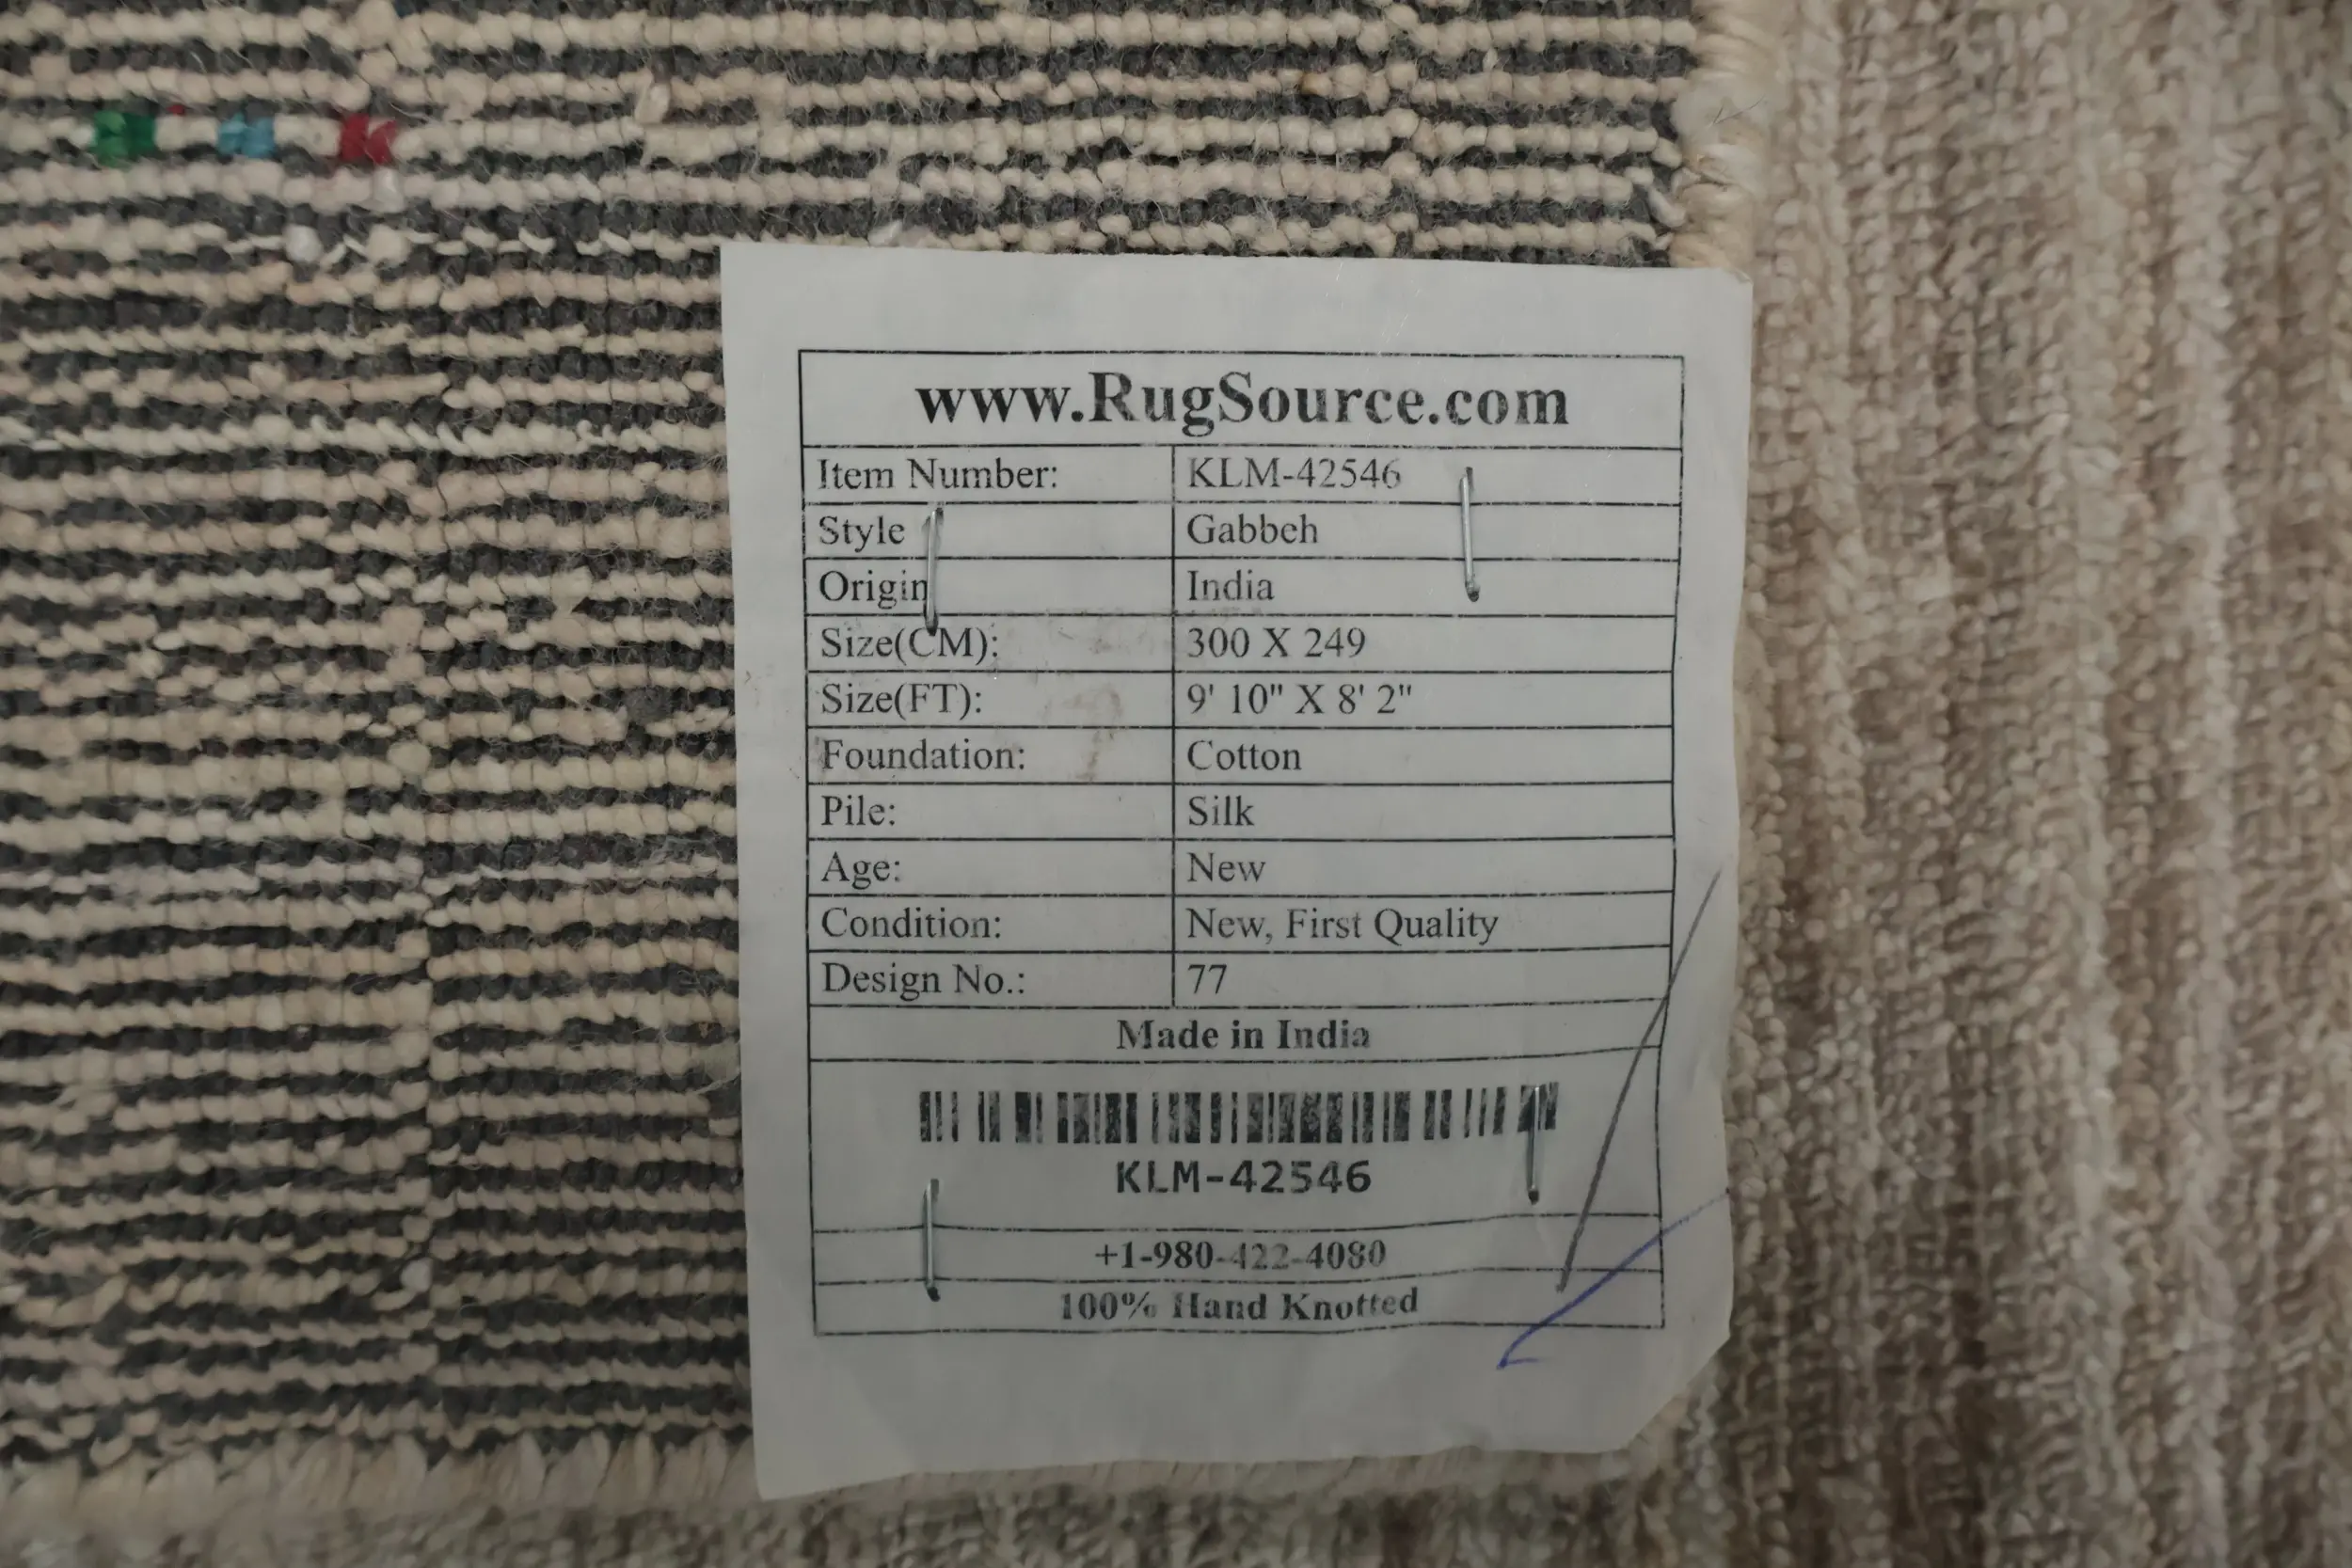 www.RugSource.com
Item Number: KLM-42546
Style Gabbeh
Origin India
Size(CM): 300 X 249
Size(FT): 9' 10" X 8' 2"
Foundation: Cotton
Pile: Silk
Age: New
Condition: New, First Quality
Design No.: 77
Made in India
KLM-42546
+1-980-422-4080
100% Hand Knotted